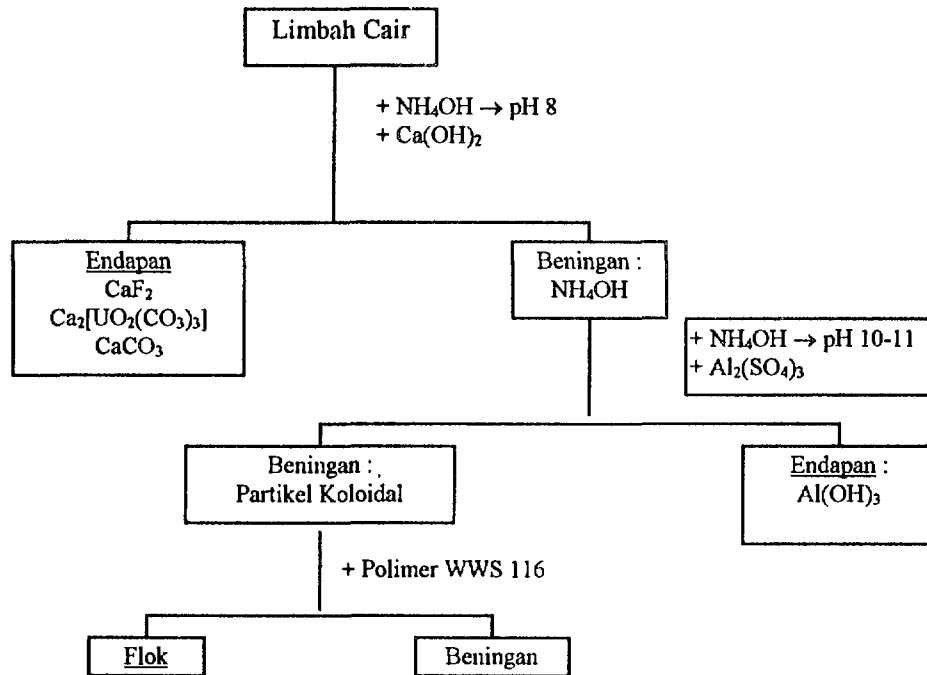 Limbah Cair
+ NH₄OH → pH 8
+ Ca(OH)₂
Endapan
CaF₂
Ca₂[UO₂(CO₃)₃]
CaCO₃
Beningan :
NH₄OH
+ NH₄OH → pH 10-11
+ Al₂(SO₄)₃
Beningan :
Partikel Koloidal
Endapan :
Al(OH)₃
+ Polimer WWS 116
Flok
Beningan